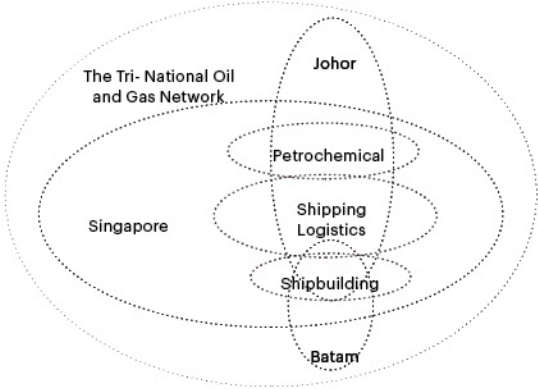 Johor
The Tri- National Oil
and Gas Network
Petrochemical
Singapore
Shipping
Logistics
Shipbuilding
Batam